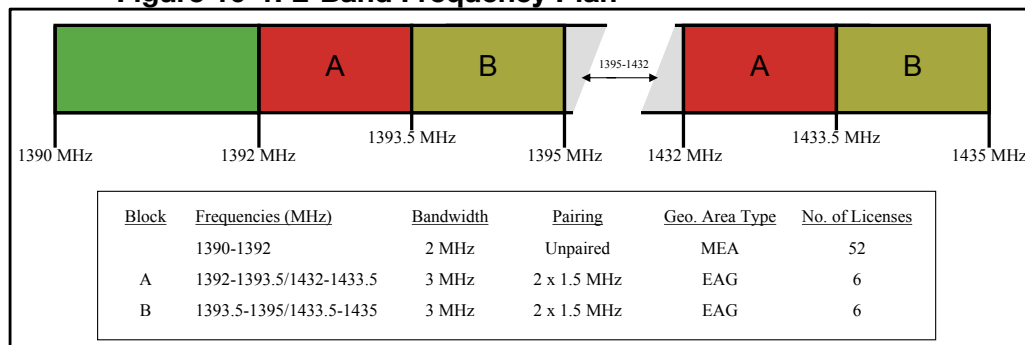 Figure Band Frequency Plan
A B 1395-1432 A B
1393.5 MHz 1433.5 MHz
1390 MHz 1392 MHz 1395 MHz 1432 MHz 1435 MHz
Block Frequencies (MHz) Bandwidth Pairing Geo. Area Type No. of Licenses
1390-1392 2 MHz Unpaired MEA 52
A 1392-1393.5/1432-1433.5 3 MHz 2 x 1.5 MHz EAG 6
B 1393.5-1395/1433.5-1435 3 MHz 2 x 1.5 MHz EAG 6